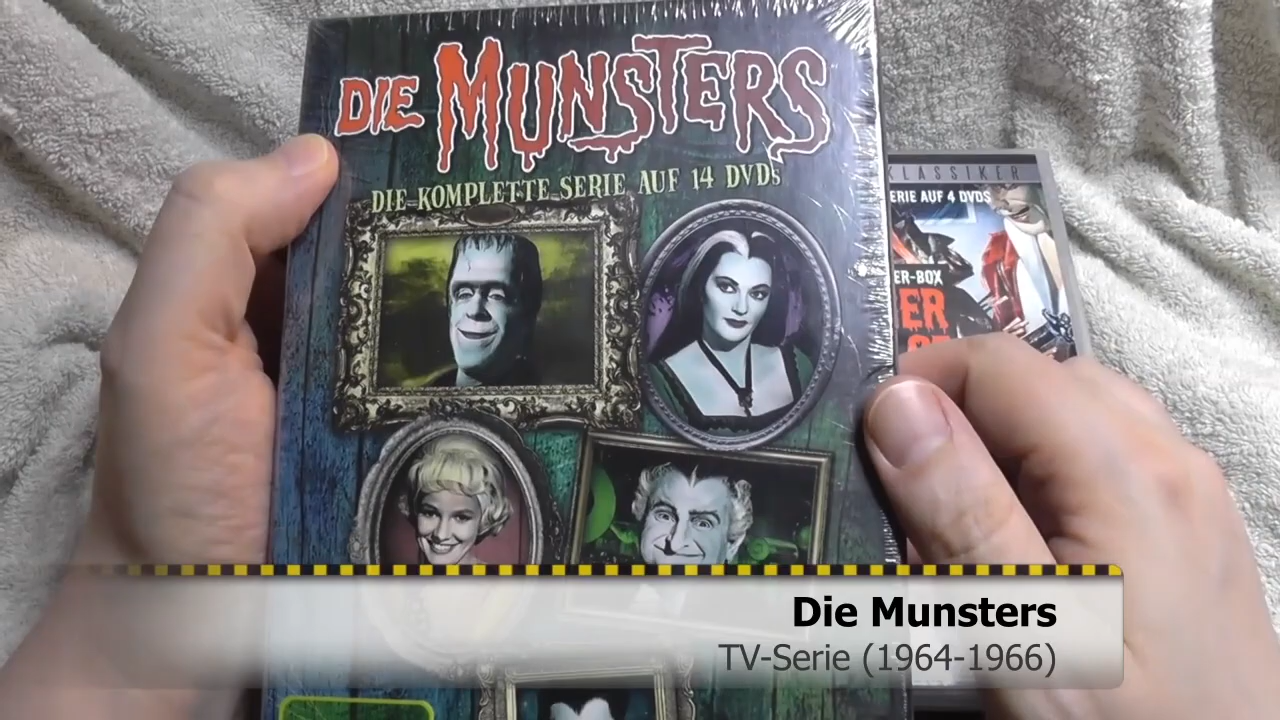 DIE MUNSTERS
DIE KOMPLETTE SERIE AUF 14 DVDs
KLASSIKER
ERIE AUF 4 DVDS
ER-BOX
ER
Die Munsters
TV-Serie (1964-1966)